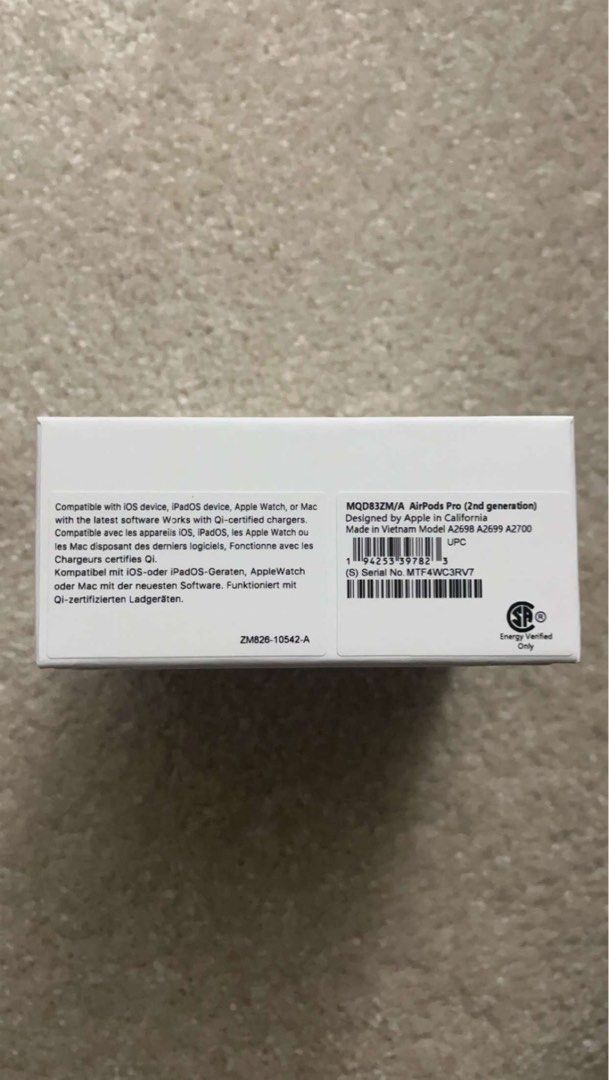 Compatible with iOS device, iPadOS device, Apple Watch, or Mac
with the latest software Works with Qi-certified chargers.
Compatible avec les appareils iOS, iPadOS, les Apple Watch ou
les Mac disposant des derniers logiciels, Fonctionne avec les
Chargeurs certifies Qi.
Kompatibel mit iOS-oder iPadOS-Geraten, AppleWatch
oder Mac mit der neuesten Software. Funktioniert mit
Qi-zertifizierten Ladgeräten.
ZM826-10542-A
MQD83ZM/A AirPods Pro (2nd generation)
Designed by Apple in California
Made in Vietnam Model A2698 A2699 A2700
UPC
1 94253 39782 3
(S) Serial No. MTF4WC3RV7
SA ®
Energy Verified
Only